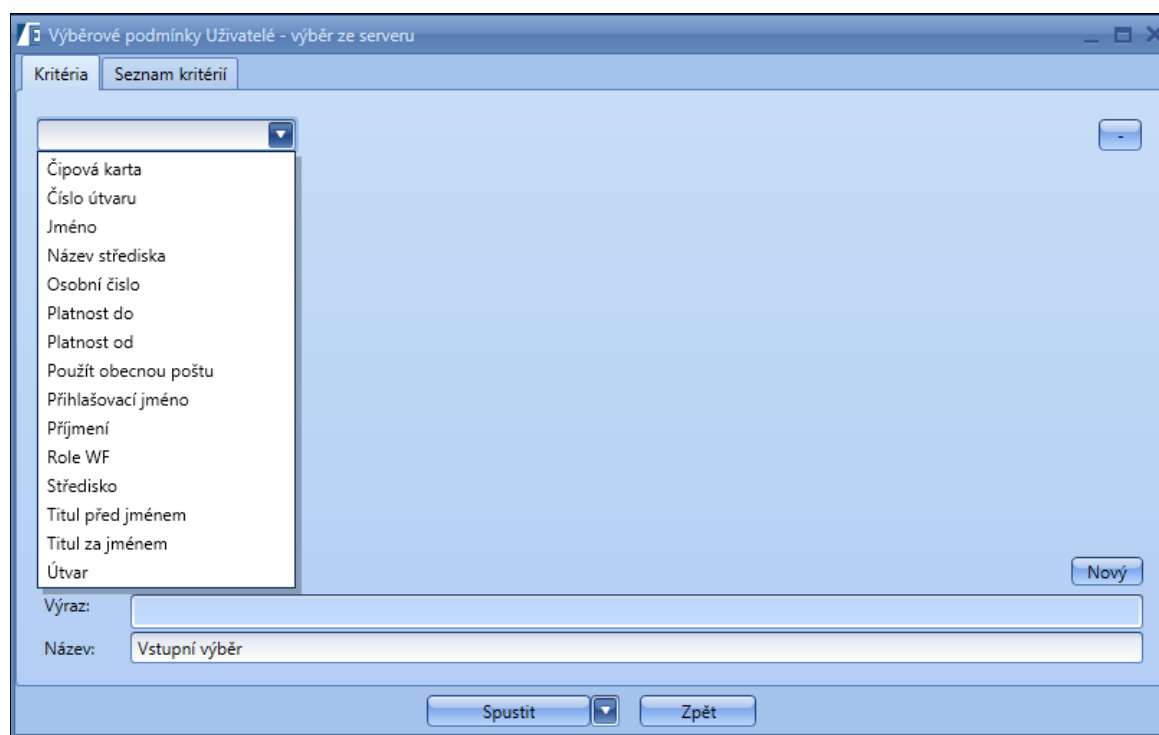 Výběrové podmínky Uživatelé - výběr ze serveru
Kritéria
Seznam kritérií
-
Čipová karta
Číslo útvaru
Jméno
Název střediska
Osobní čislo
Platnost do
Platnost od
Použít obecnou poštu
Přihlašovací jméno
Příjmení
Role WF
Středisko
Titul před jménem
Titul za jménem
Útvar
Nový
Výraz:
Název: Vstupní výběr
Spustit
Zpět